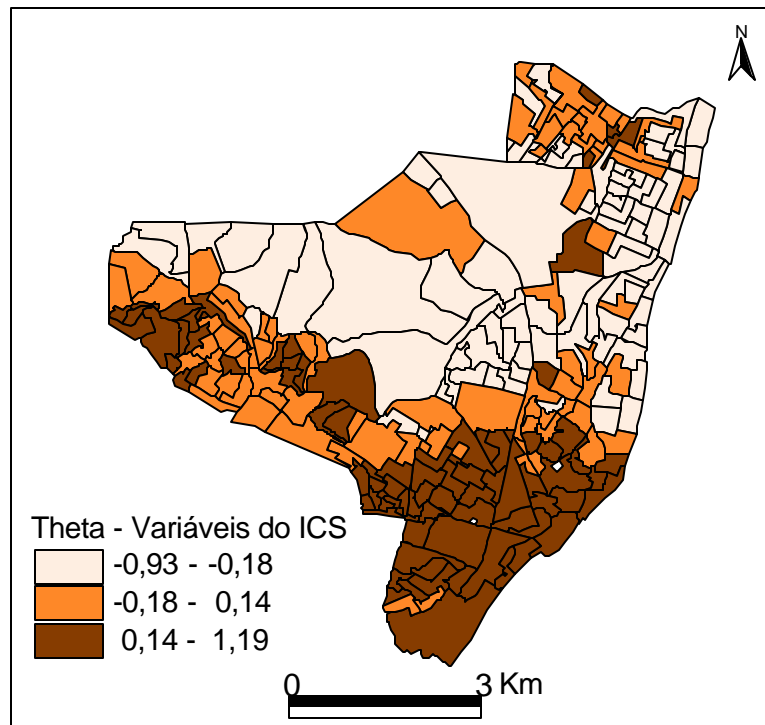 N
Theta - Variáveis do ICS
-0,93 - -0,18
-0,18 - 0,14
0,14 - 1,19
0 3 Km